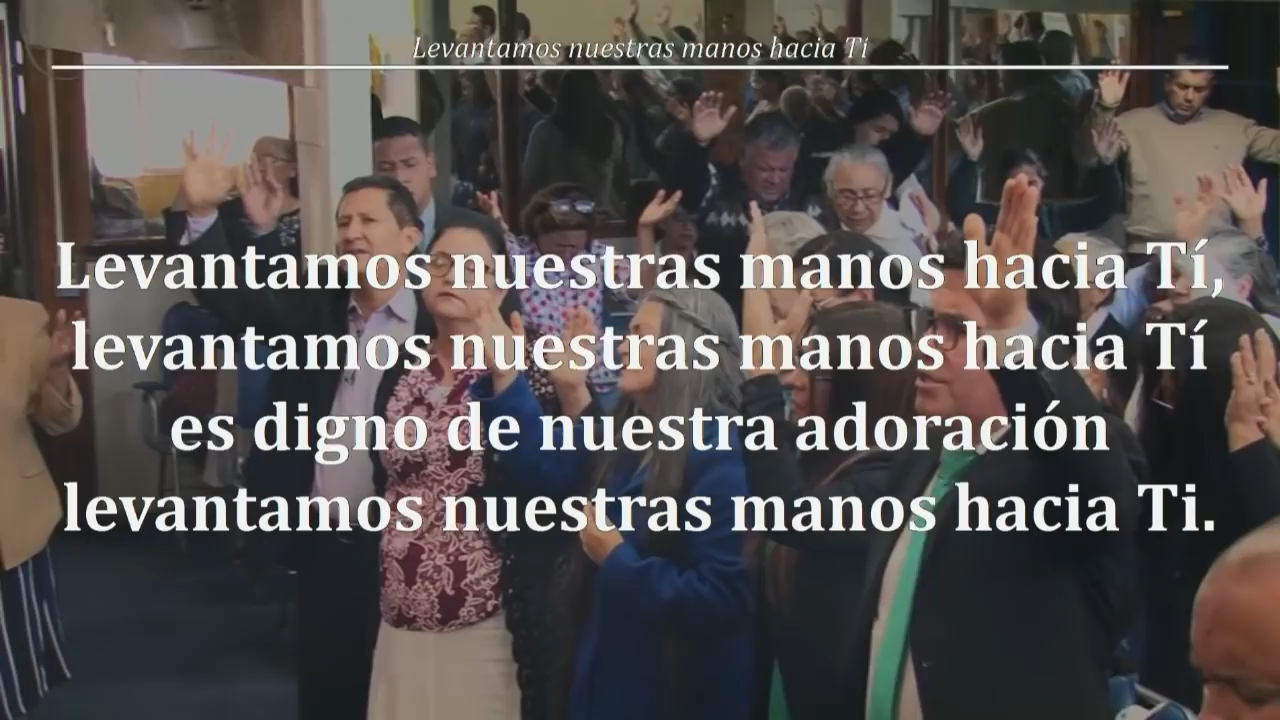 Levantamos nuestras manos hacia Tí
Levantamos nuestras manos hacia Tí,
levantamos nuestras manos hacia Tí
es digno de nuestra adoración
levantamos nuestras manos hacia Ti.